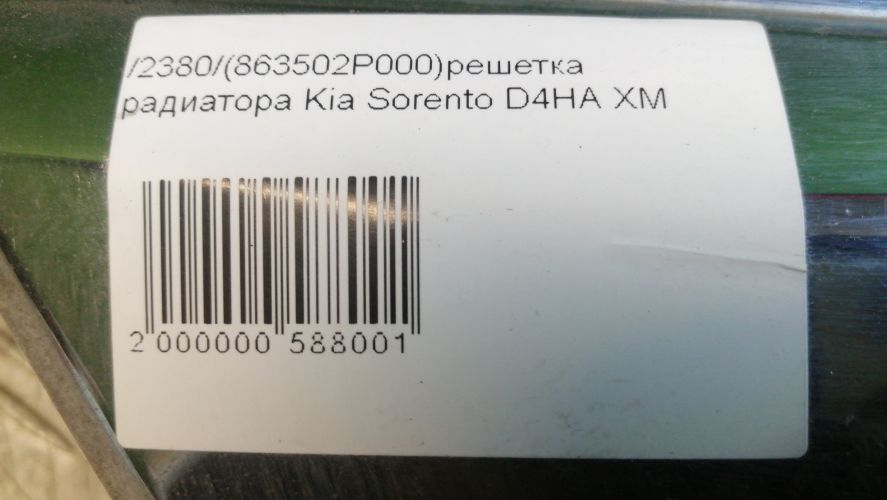 /2380/(863502P000)решетка
радиатора Kia Sorento D4HA XM
2 000000 588001